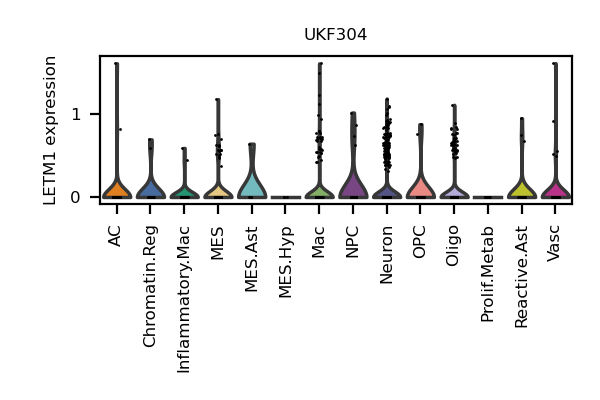 UKF304
LETM1 expression
1
0
AC
Chromatin.Reg
Inflammatory.Mac
MES
MES.Ast
MES.Hyp
Mac
NPC
Neuron
OPC
Oligo
Prolif.Metab
Reactive.Ast
Vasc